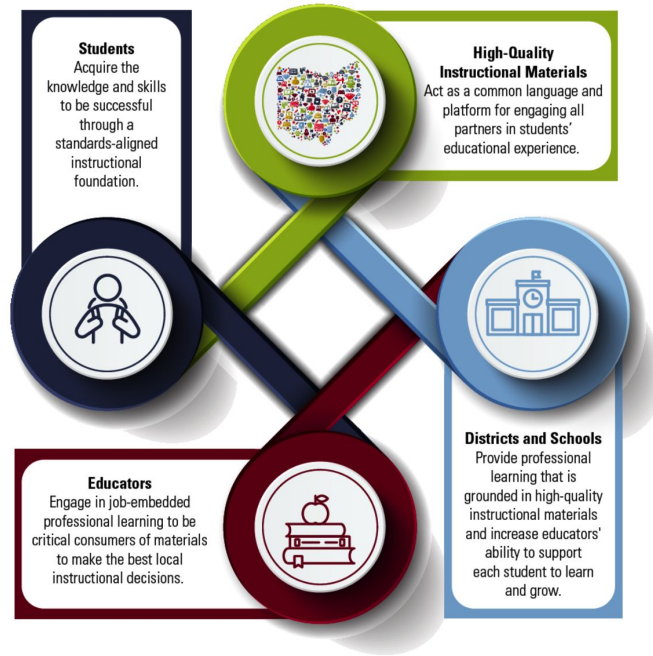 Students
Acquire the
knowledge and skills
to be successful
through a
standards-aligned
instructional
foundation.
High-Quality
Instructional Materials
Act as a common language and
platform for engaging all
partners in students’
educational experience.
Educators
Engage in job-embedded
professional learning to be
critical consumers of materials
to make the best local
instructional decisions.
Districts and Schools
Provide professional
learning that is
grounded in high-quality
instructional materials
and increase educators'
ability to support
each student to learn
and grow.